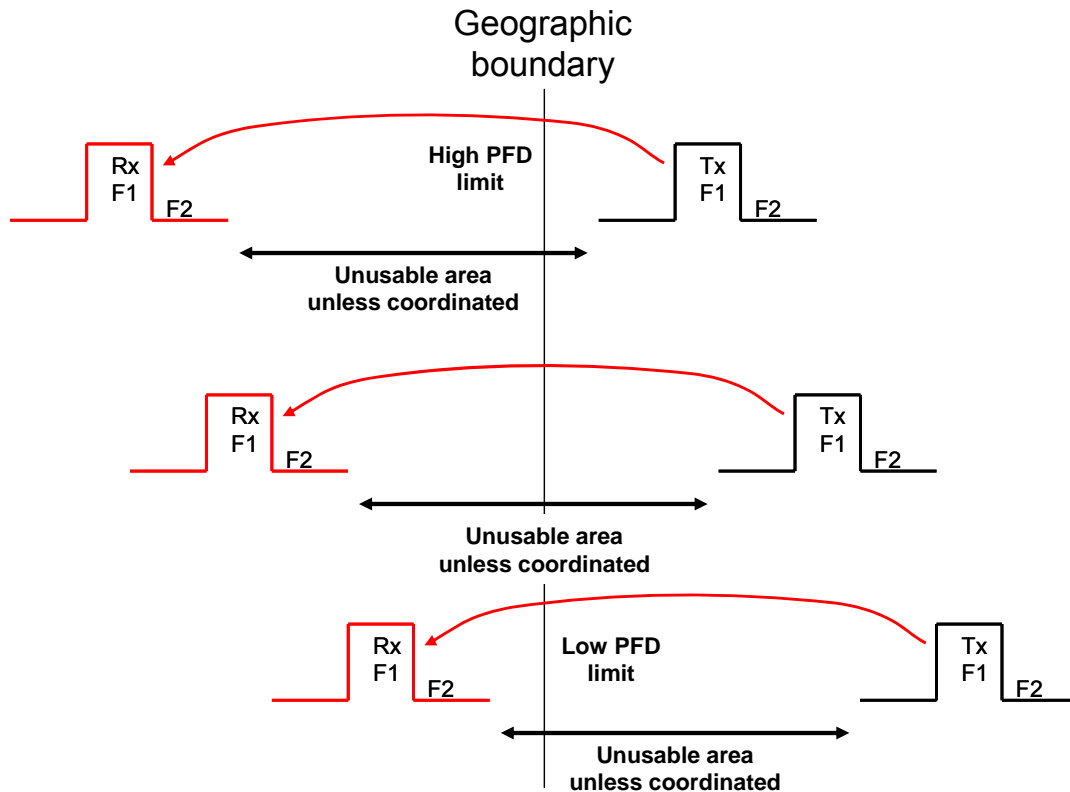 Geographic
boundary
Rx
F1
F2
High PFD
limit
Tx
F1
F2
Unusable area
unless coordinated
Rx
F1
F2
Tx
F1
F2
Unusable area
unless coordinated
Rx
F1
F2
Low PFD
limit
Tx
F1
F2
Unusable area
unless coordinated